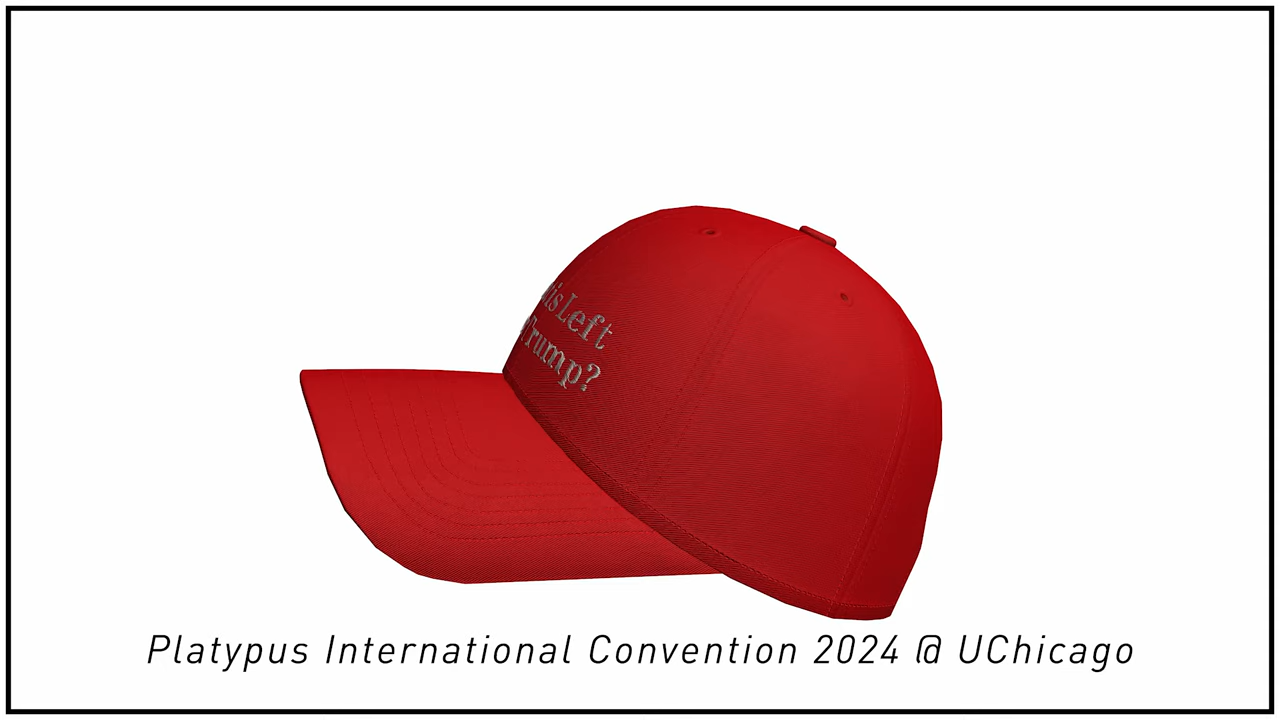 isLeft
Trump?
Platypus International Convention 2024 @ UChicago